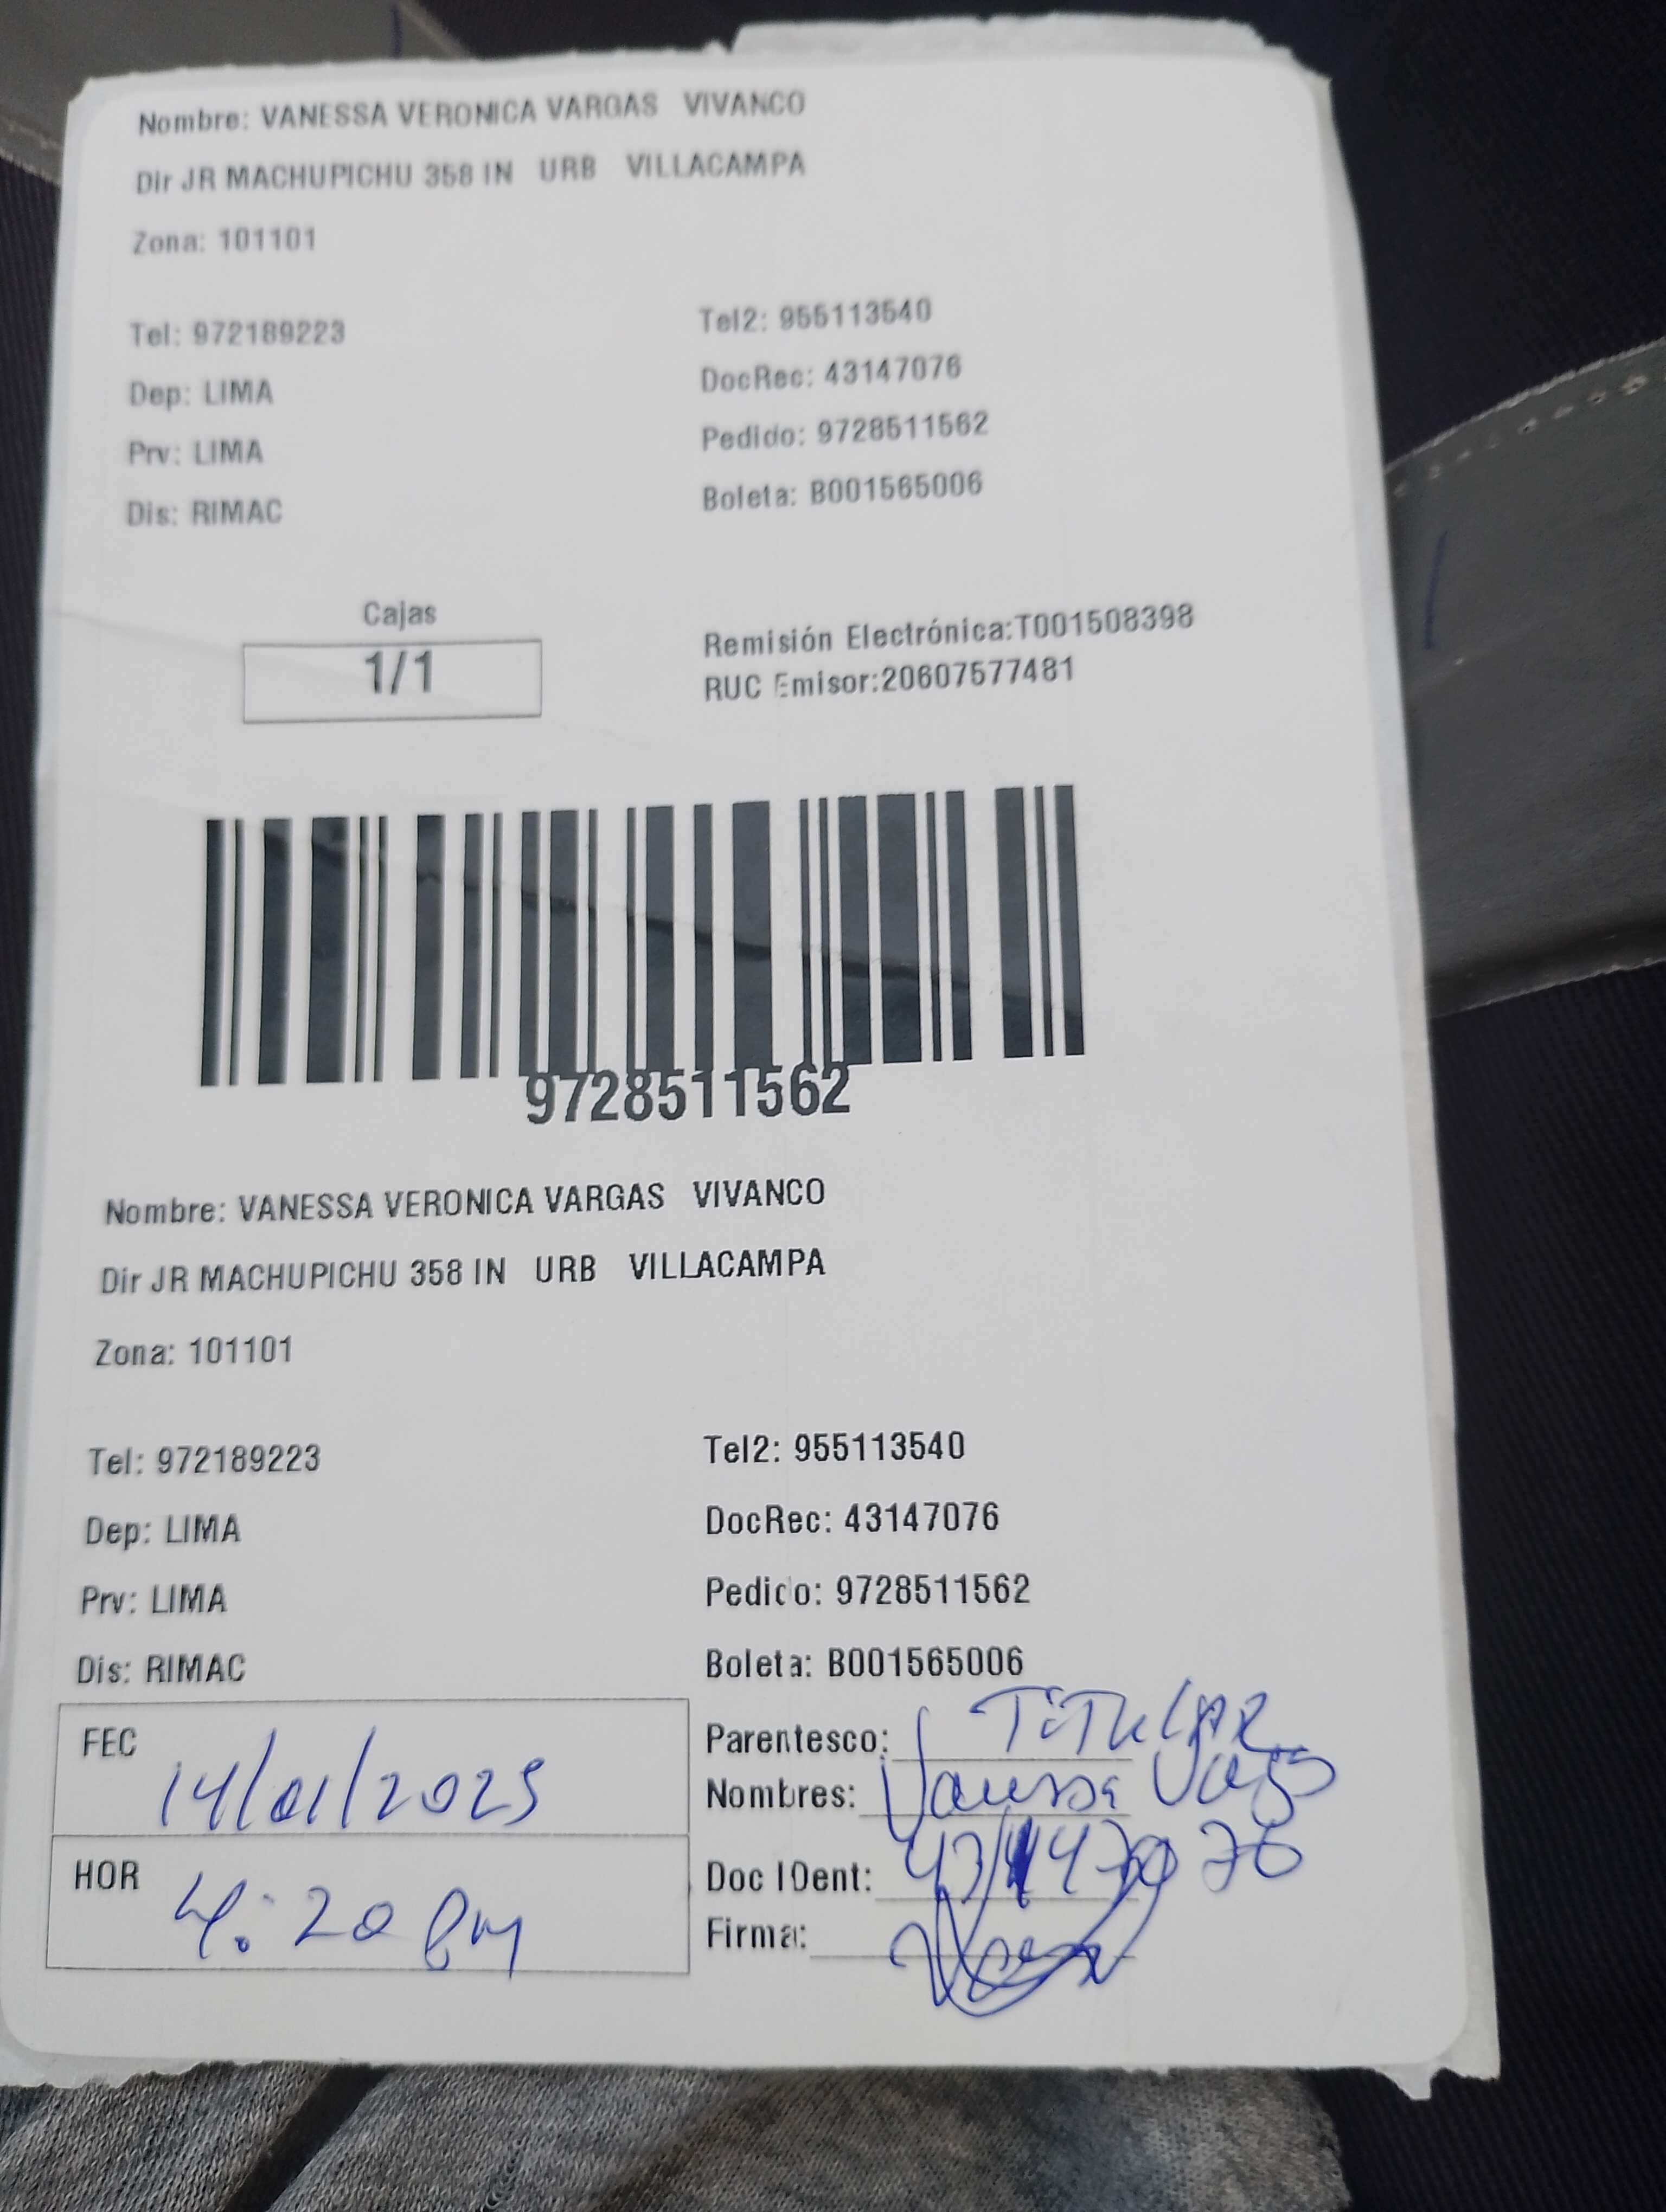 Nombre: VANESSA VERONICA VARGAS VIVANCO
Dir JR MACHUPICHU 358 IN URB VILLACAMPA
Zona: 101101
Tel: 972189223 Tel2: 955113540
Dep: LIMA DocRec: 43147076
Prv: LIMA Pedido: 9728511562
Dis: RIMAC Boleta: B001565006
Cajas
1/1
Remisión Electrónica:T001508398
RUC Emisor:20607577481
9728511562
Nombre: VANESSA VERONICA VARGAS VIVANCO
Dir JR MACHUPICHU 358 IN URB VILLACAMPA
Zona: 101101
Tel: 972189223 Tel2: 955113540
Dep: LIMA DocRec: 43147076
Prv: LIMA Pedido: 9728511562
Dis: RIMAC Boleta: B001565006
FEC 14/01/2025
HOR 4:20 pm
Parentesco: TiTuLAR
Nombres: Vanessa Vargas
Doc IDent:
Firma: